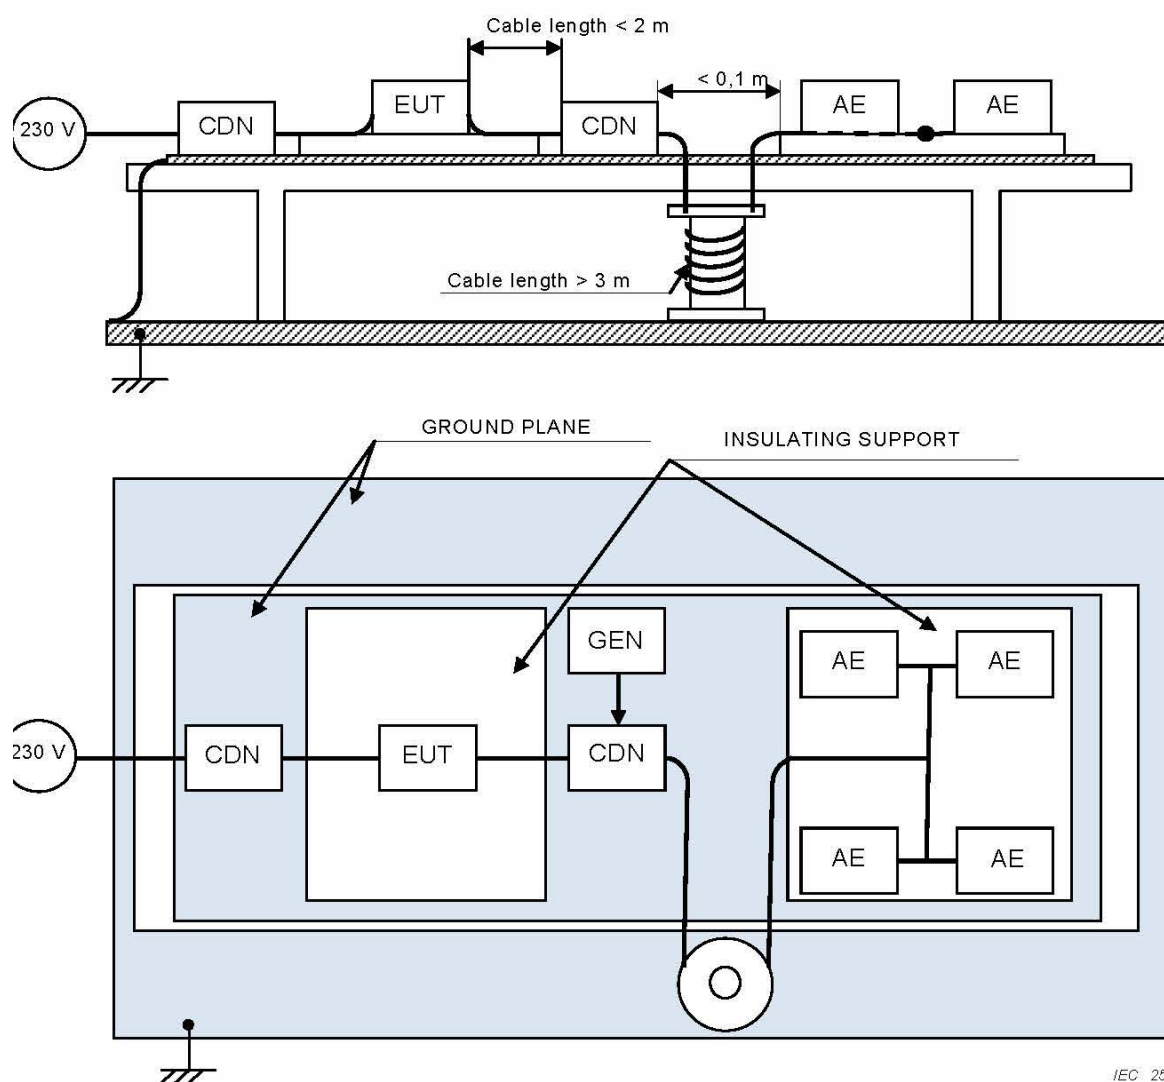 Cable length < 2 m
< 0,1 m
230 V
CDN
EUT
CDN
AE
AE
Cable length > 3 m
GROUND PLANE
INSULATING SUPPORT
GEN
AE
AE
230 V
CDN
EUT
CDN
AE
AE
IEC 25